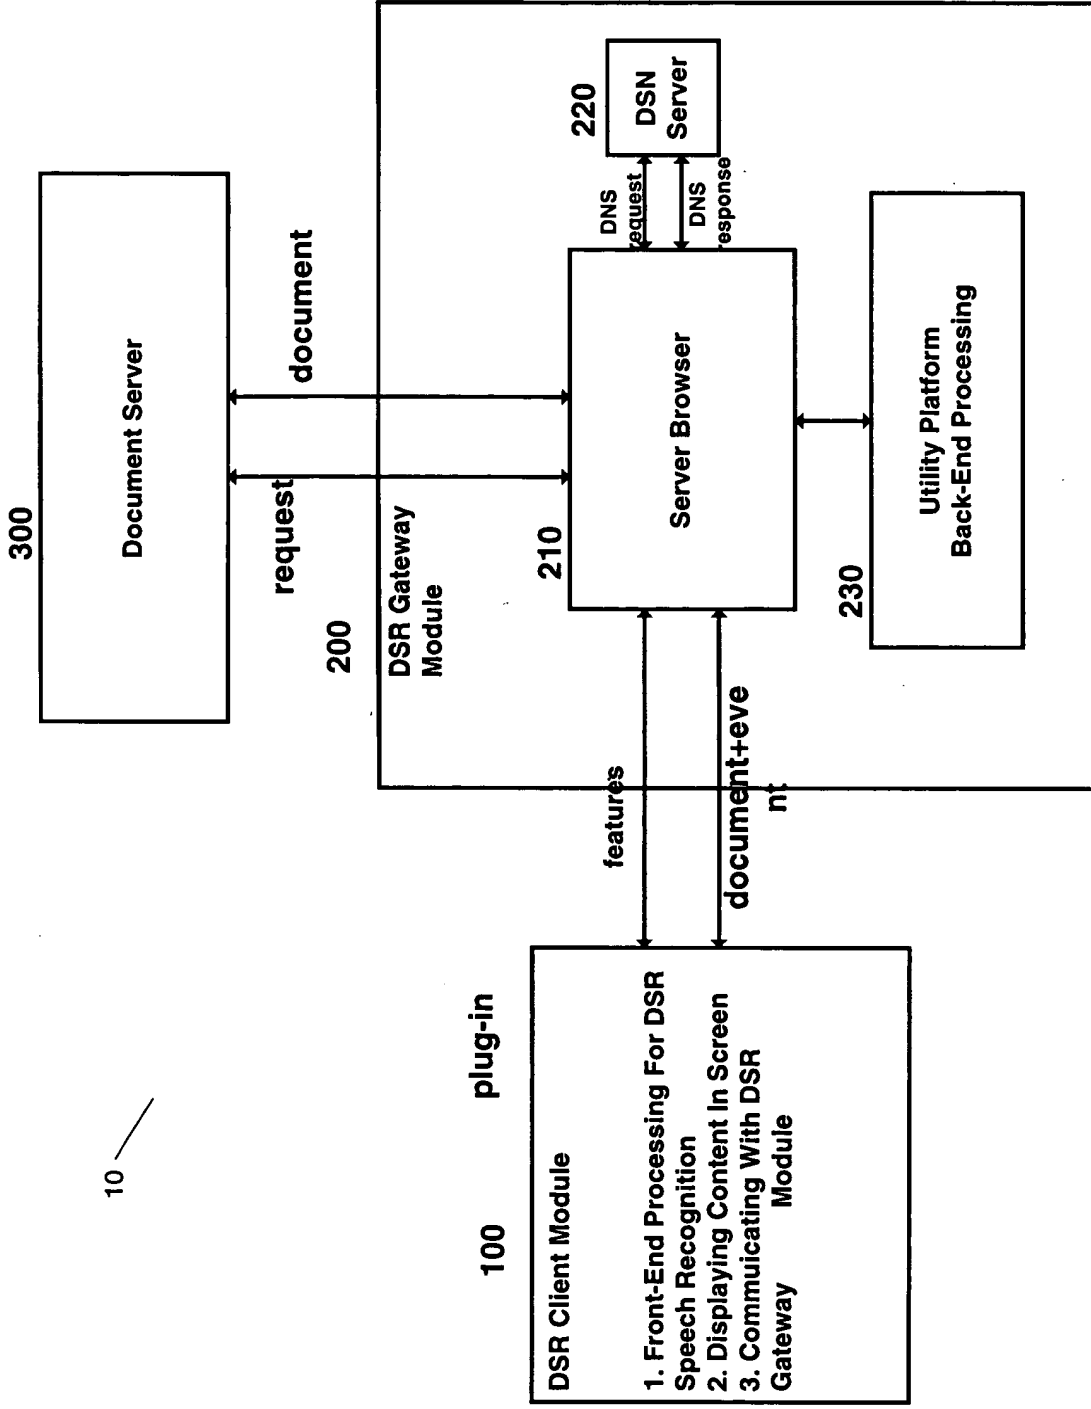 10
300
Document Server
request
document
200
DSR Gateway
Module
100
plug-in
DSR Client Module
1. Front-End Processing For DSR
Speech Recognition
2. Displaying Content In Screen
3. Commuicating With DSR
Gateway Module
features
document+eve
nt
210
Server Browser
DNS
request
DNS
response
220
DSN
Server
230
Utility Platform
Back-End Processing